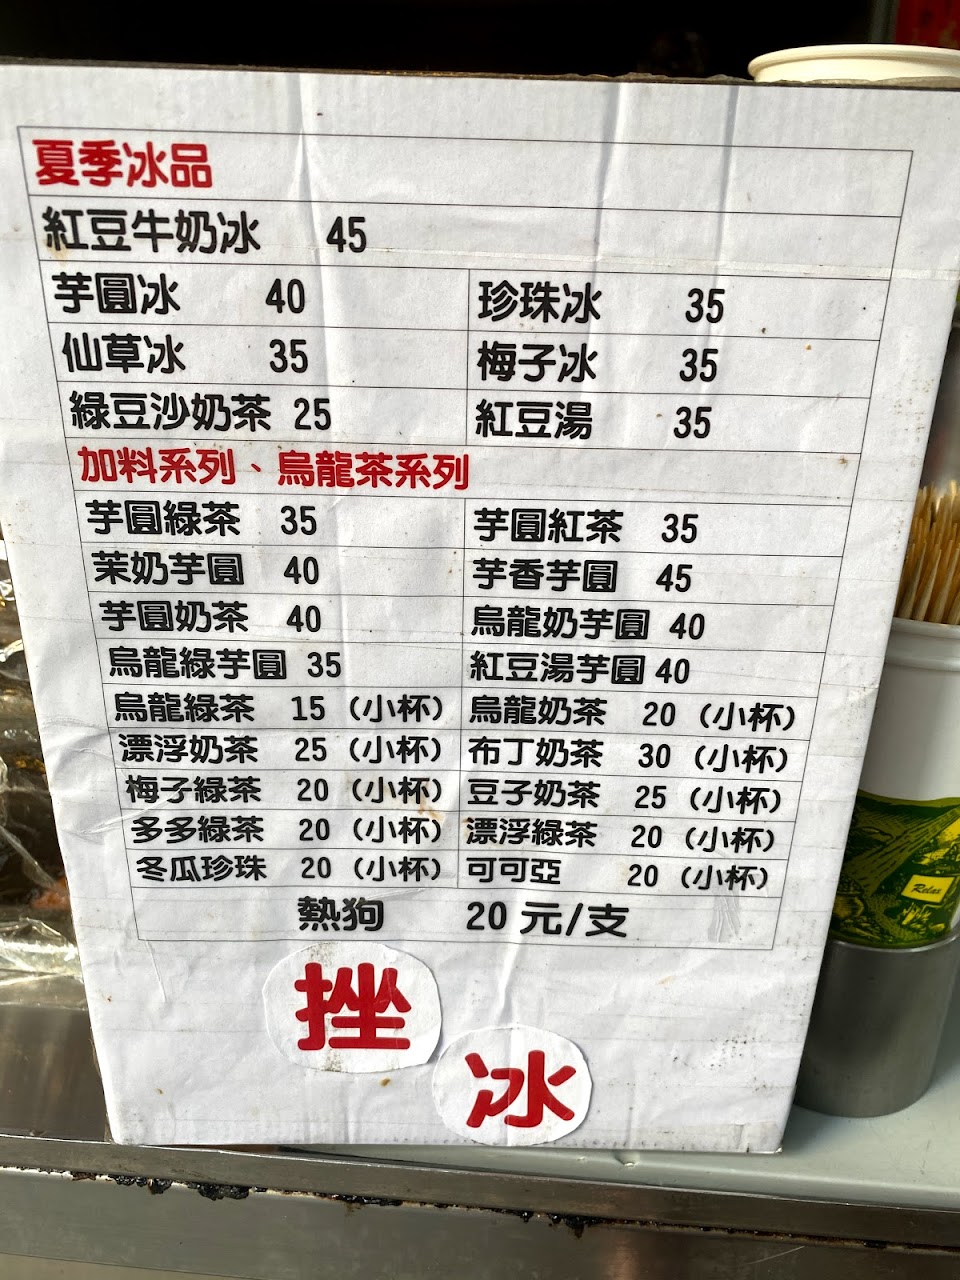 夏季冰品
紅豆牛奶冰 45
芋圓冰 40 珍珠冰 35
仙草冰 35 梅子冰 35
綠豆沙奶茶 25 紅豆湯 35
加料系列、烏龍茶系列
芋圓綠茶 35 芋圓紅茶 35
茉奶芋圓 40 芋香芋圓 45
芋圓奶茶 40 烏龍奶芋圓 40
烏龍綠芋圓 35 紅豆湯芋圓 40
烏龍綠茶 15 (小杯) 烏龍奶茶 20 (小杯)
漂浮奶茶 25 (小杯) 布丁奶茶 30 (小杯)
梅子綠茶 20 (小杯) 豆子奶茶 25 (小杯)
多多綠茶 20 (小杯) 漂浮綠茶 20 (小杯)
冬瓜珍珠 20 (小杯) 可可亞 20 (小杯)
熱狗 20 元/支
挫
冰
Relax